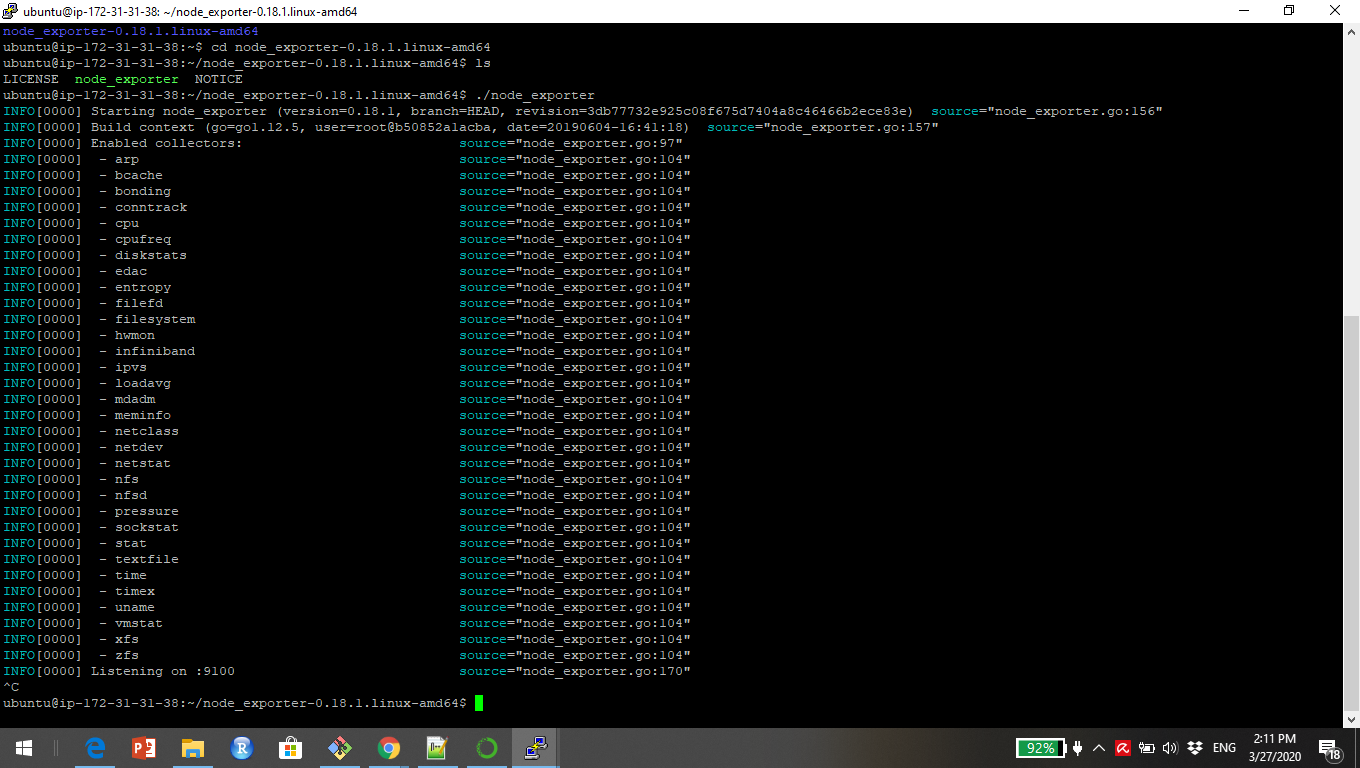 ubuntu@ip-172-31-31-38: ~/node_exporter-0.18.1.linux-amd64
node_exporter-0.18.1.linux-amd64
ubuntu@ip-172-31-31-38:~$ cd node_exporter-0.18.1.linux-amd64
ubuntu@ip-172-31-31-38:~/node_exporter-0.18.1.linux-amd64$ ls
LICENSE  node_exporter  NOTICE
ubuntu@ip-172-31-31-38:~/node_exporter-0.18.1.linux-amd64$ ./node_exporter
INFO[0000] Starting node_exporter (version=0.18.1, branch=HEAD, revision=3db77732e925c08f675d7404a8c46466b2ece83e)  source="node_exporter.go:156"
INFO[0000] Build context (go=go1.12.5, user=root@b50852a1acba, date=20190604-16:41:18)  source="node_exporter.go:157"
INFO[0000] Enabled collectors:                           source="node_exporter.go:97"
INFO[0000]  - arp                                        source="node_exporter.go:104"
INFO[0000]  - bcache                                     source="node_exporter.go:104"
INFO[0000]  - bonding                                    source="node_exporter.go:104"
INFO[0000]  - conntrack                                  source="node_exporter.go:104"
INFO[0000]  - cpu                                        source="node_exporter.go:104"
INFO[0000]  - cpufreq                                    source="node_exporter.go:104"
INFO[0000]  - diskstats                                  source="node_exporter.go:104"
INFO[0000]  - edac                                       source="node_exporter.go:104"
INFO[0000]  - entropy                                    source="node_exporter.go:104"
INFO[0000]  - filefd                                     source="node_exporter.go:104"
INFO[0000]  - filesystem                                 source="node_exporter.go:104"
INFO[0000]  - hwmon                                      source="node_exporter.go:104"
INFO[0000]  - infiniband                                 source="node_exporter.go:104"
INFO[0000]  - ipvs                                       source="node_exporter.go:104"
INFO[0000]  - loadavg                                    source="node_exporter.go:104"
INFO[0000]  - mdadm                                      source="node_exporter.go:104"
INFO[0000]  - meminfo                                    source="node_exporter.go:104"
INFO[0000]  - netclass                                   source="node_exporter.go:104"
INFO[0000]  - netdev                                     source="node_exporter.go:104"
INFO[0000]  - netstat                                    source="node_exporter.go:104"
INFO[0000]  - nfs                                        source="node_exporter.go:104"
INFO[0000]  - nfsd                                       source="node_exporter.go:104"
INFO[0000]  - pressure                                   source="node_exporter.go:104"
INFO[0000]  - sockstat                                   source="node_exporter.go:104"
INFO[0000]  - stat                                       source="node_exporter.go:104"
INFO[0000]  - textfile                                   source="node_exporter.go:104"
INFO[0000]  - time                                       source="node_exporter.go:104"
INFO[0000]  - timex                                      source="node_exporter.go:104"
INFO[0000]  - uname                                      source="node_exporter.go:104"
INFO[0000]  - vmstat                                     source="node_exporter.go:104"
INFO[0000]  - xfs                                        source="node_exporter.go:104"
INFO[0000]  - zfs                                        source="node_exporter.go:104"
INFO[0000] Listening on :9100                            source="node_exporter.go:170"
^C
ubuntu@ip-172-31-31-38:~/node_exporter-0.18.1.linux-amd64$
92% ENG 2:11 PM
3/27/2020 18